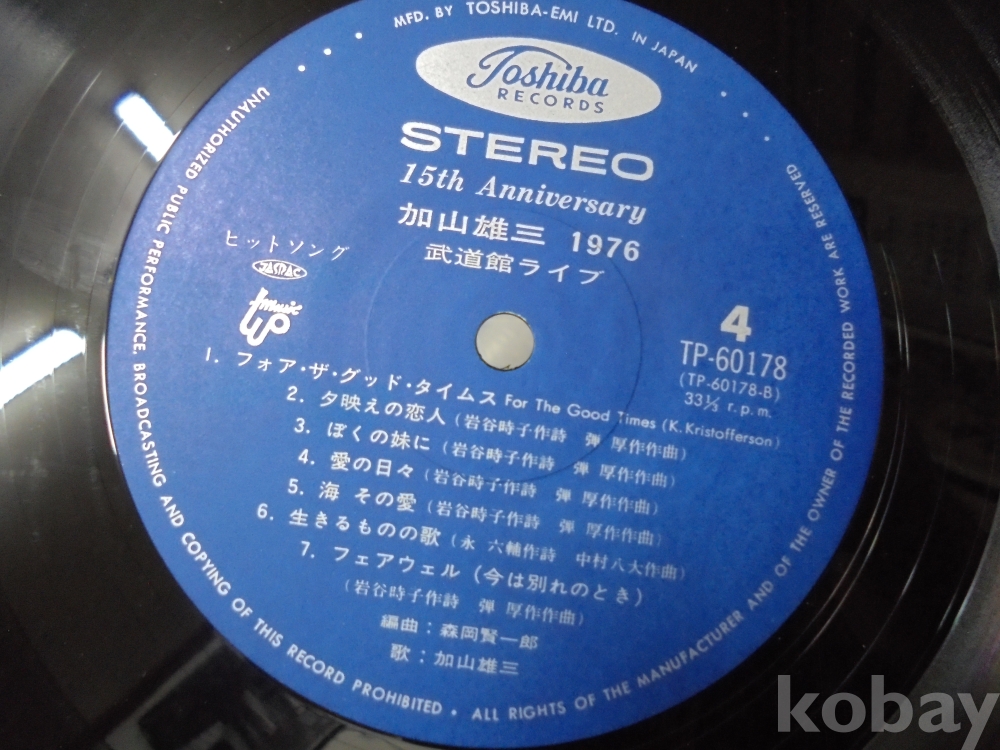 MFD. BY TOSHIBA-EMI LTD. IN JAPAN
Toshiba
RECORDS
STEREO
15th Anniversary
加山雄三 1976
武道館ライブ
ヒットソング
JASRAC
music
up
4
TP-60178
(TP-60178-B)
33⅓ r.p.m.
1. フォア・ザ・グッド・タイムス For The Good Times (K. Kristofferson)
2. 夕映えの恋人 (岩谷時子作詩 弾 厚作作曲)
3. ぼくの妹に (岩谷時子作詩 弾 厚作作曲)
4. 愛の日々 (岩谷時子作詩 弾 厚作作曲)
5. 海 その愛 (岩谷時子作詩 弾 厚作作曲)
6. 生きるものの歌 (永 六輔作詩 中村八大作曲)
7. フェアウェル (今は別れのとき)
(岩谷時子作詩 弾 厚作作曲)
編曲：森岡賢一郎
歌：加山雄三
UNAUTHORIZED PUBLIC PERFORMANCE, BROADCASTING AND COPYING OF THIS RECORD PROHIBITED • ALL RIGHTS OF THE MANUFACTURER AND OF THE OWNER OF THE RECORDED WORK ARE RESERVED
kobay